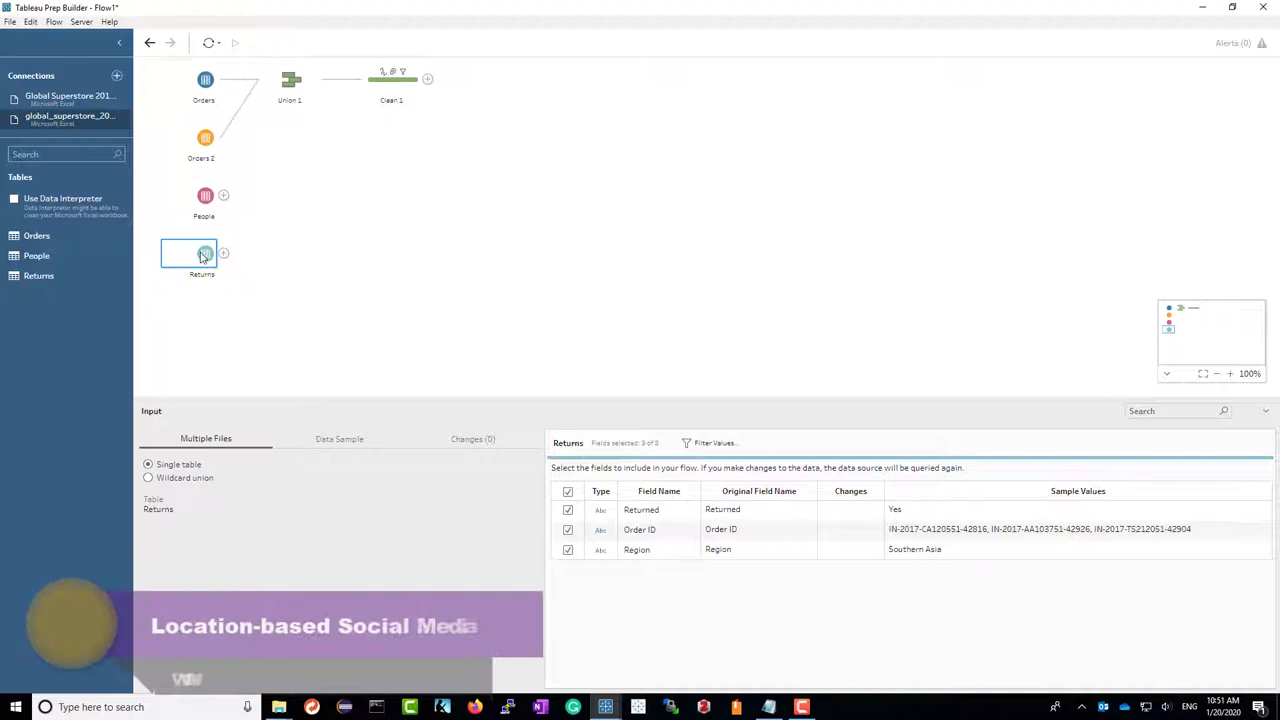 Tableau Prep Builder - Flow1*
File Edit Flow Server Help
Alerts (0)
Connections
Global Superstore 201...
Microsoft Excel
global_superstore_20...
Microsoft Excel
Search
Tables
Use Data Interpreter
Data Interpreter might be able to
clean your Microsoft Excel workbook.
Orders
People
Returns
Orders
Union 1
Clean 1
Orders 2
People
Returns
100%
Input
Search
Multiple Files
Data Sample
Changes (0)
Single table
Wildcard union
Table
Returns
Returns Fields selected: 3 of 3 Filter Values...
Select the fields to include in your flow. If you make changes to the data, the data source will be queried again.
Type Field Name Original Field Name Changes Sample Values
Abc Returned Returned Yes
Abc Order ID Order ID IN-2017-CA120551-42816, IN-2017-AA103751-42926, IN-2017-TS212051-42904
Abc Region Region Southern Asia
Location-based Social Media
Type here to search
ENG
10:51 AM
1/20/2020